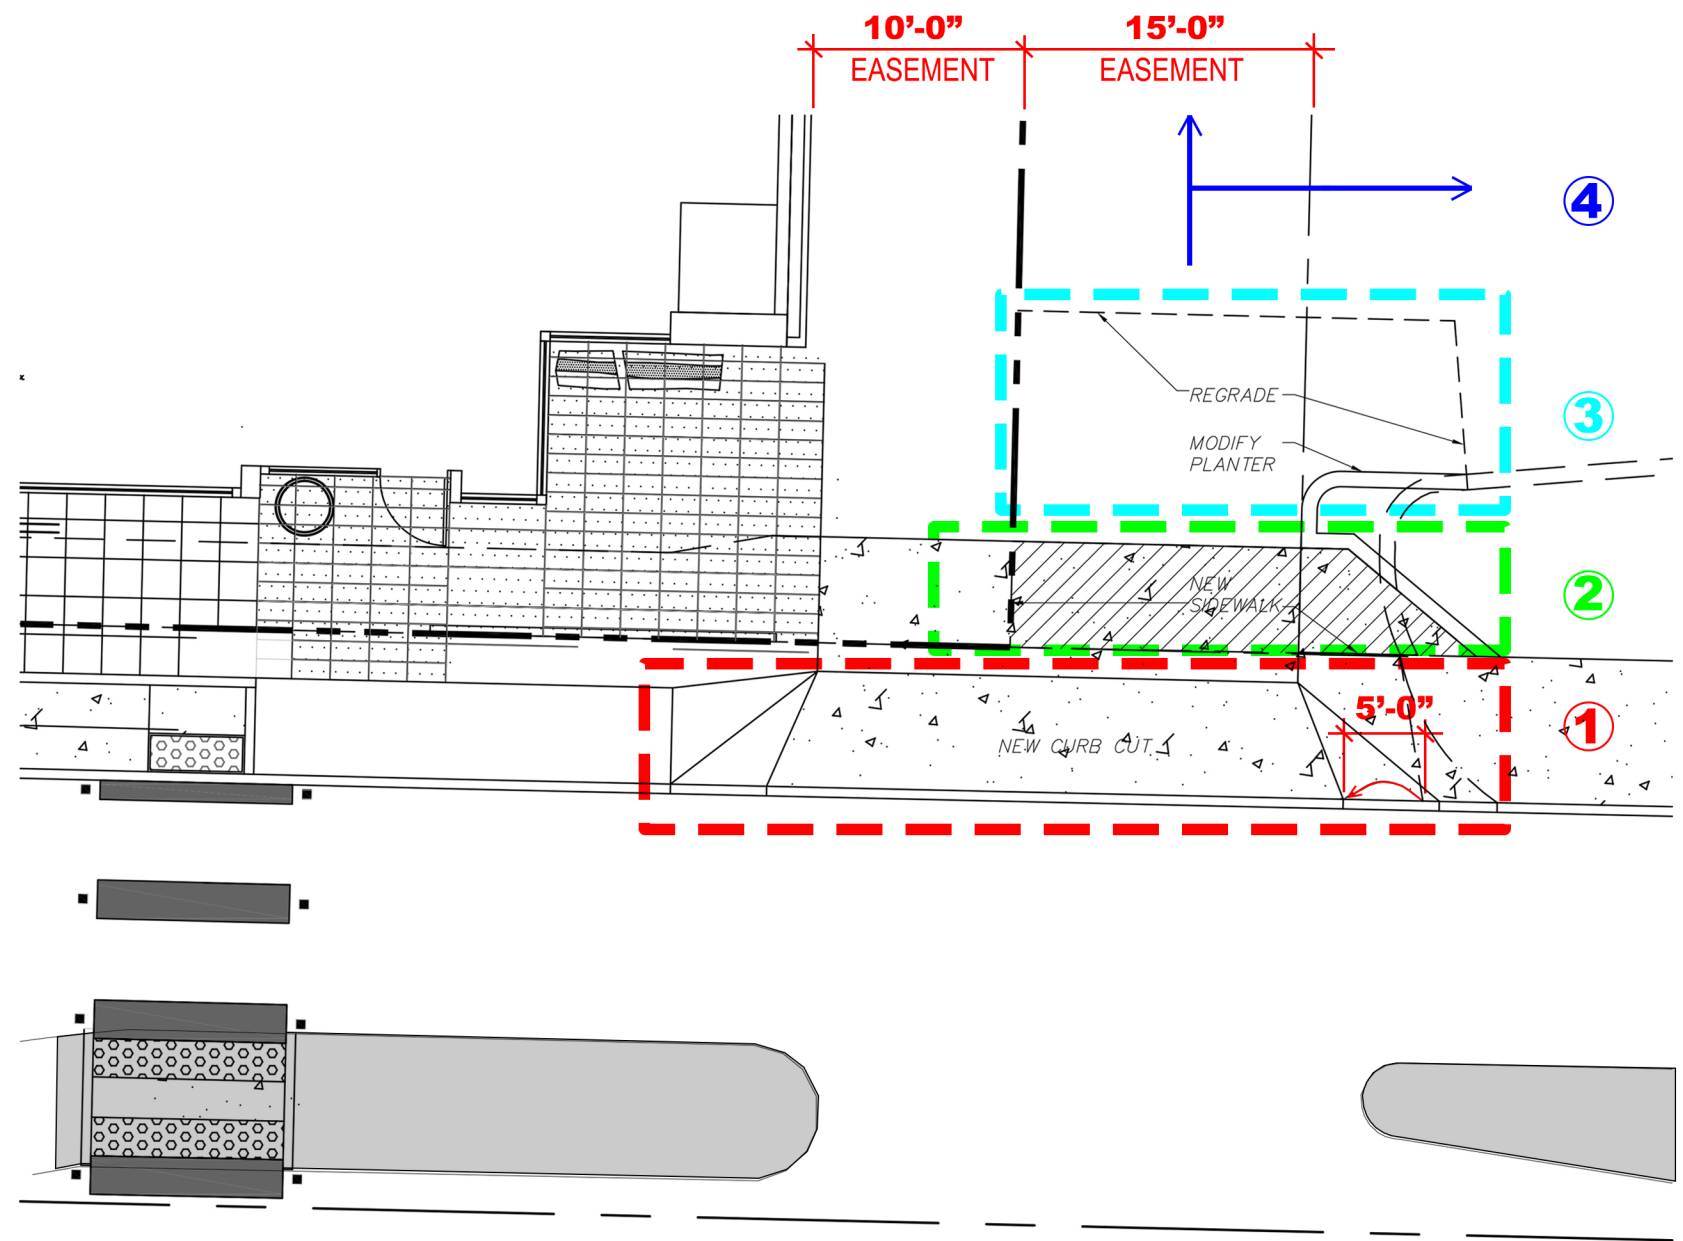 10’-0”
15’-0”
EASEMENT
EASEMENT
4
REGRADE
MODIFY
PLANTER
3
NEW
SIDEWALK
2
5’-0”
1
NEW CURB CUT